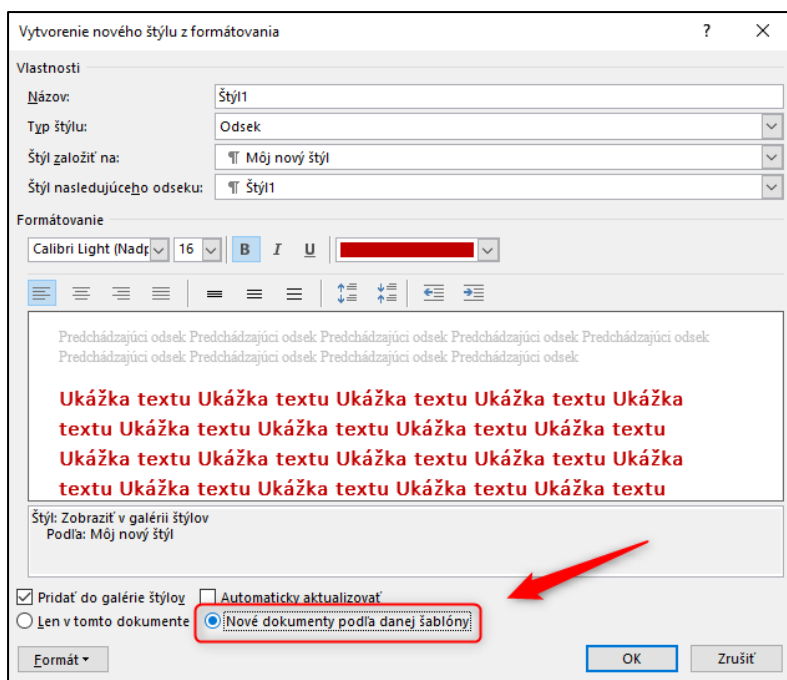 Vytvorenie nového štýlu z formátovania ? ×
Vlastnosti
Názov: Štýl1
Typ štýlu: Odsek
Štýl založiť na: ¶ Môj nový štýl
Štýl nasledujúceho odseku: ¶ Štýl1
Formátovanie
Calibri Light (Nadp 16 B I U
Predchádzajúci odsek Predchádzajúci odsek Predchádzajúci odsek Predchádzajúci odsek Predchádzajúci odsek
Predchádzajúci odsek Predchádzajúci odsek Predchádzajúci odsek Predchádzajúci odsek
Ukážka textu Ukážka textu Ukážka textu Ukážka textu Ukážka
textu Ukážka textu Ukážka textu Ukážka textu Ukážka textu
Ukážka textu Ukážka textu Ukážka textu Ukážka textu Ukážka
textu Ukážka textu Ukážka textu Ukážka textu Ukážka textu
Štýl: Zobraziť v galérii štýlov
Podľa: Môj nový štýl
Pridať do galérie štýlov Automaticky aktualizovať
Len v tomto dokumente Nové dokumenty podľa danej šablóny
Formát OK Zrušiť